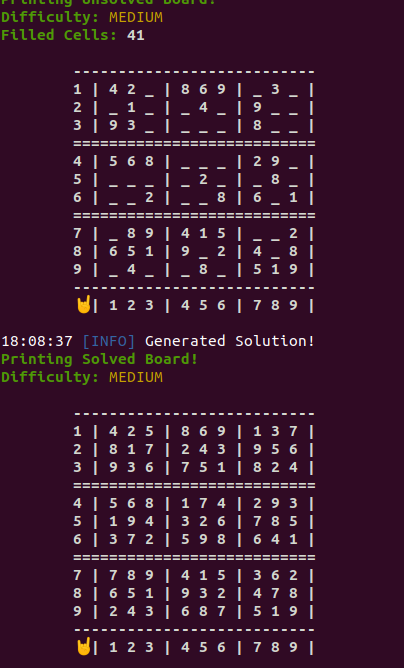 Printing Unsolved Board!
Difficulty: MEDIUM
Filled Cells: 41
---------------------------
1 | 4 2 _ | 8 6 9 | _ 3 _ |
2 | _ 1 _ | _ 4 _ | 9 _ _ |
3 | 9 3 _ | _ _ _ | 8 _ _ |
===========================
4 | 5 6 8 | _ _ _ | 2 9 _ |
5 | _ _ _ | _ 2 _ | _ 8 _ |
6 | _ _ 2 | _ _ 8 | 6 _ 1 |
===========================
7 | _ 8 9 | 4 1 5 | _ _ 2 |
8 | 6 5 1 | 9 _ 2 | 4 _ 8 |
9 | _ 4 _ | _ 8 _ | 5 1 9 |
---------------------------
🤘| 1 2 3 | 4 5 6 | 7 8 9 |
18:08:37 [INFO] Generated Solution!
Printing Solved Board!
Difficulty: MEDIUM
---------------------------
1 | 4 2 5 | 8 6 9 | 1 3 7 |
2 | 8 1 7 | 2 4 3 | 9 5 6 |
3 | 9 3 6 | 7 5 1 | 8 2 4 |
===========================
4 | 5 6 8 | 1 7 4 | 2 9 3 |
5 | 1 9 4 | 3 2 6 | 7 8 5 |
6 | 3 7 2 | 5 9 8 | 6 4 1 |
===========================
7 | 7 8 9 | 4 1 5 | 3 6 2 |
8 | 6 5 1 | 9 3 2 | 4 7 8 |
9 | 2 4 3 | 6 8 7 | 5 1 9 |
---------------------------
🤘| 1 2 3 | 4 5 6 | 7 8 9 |